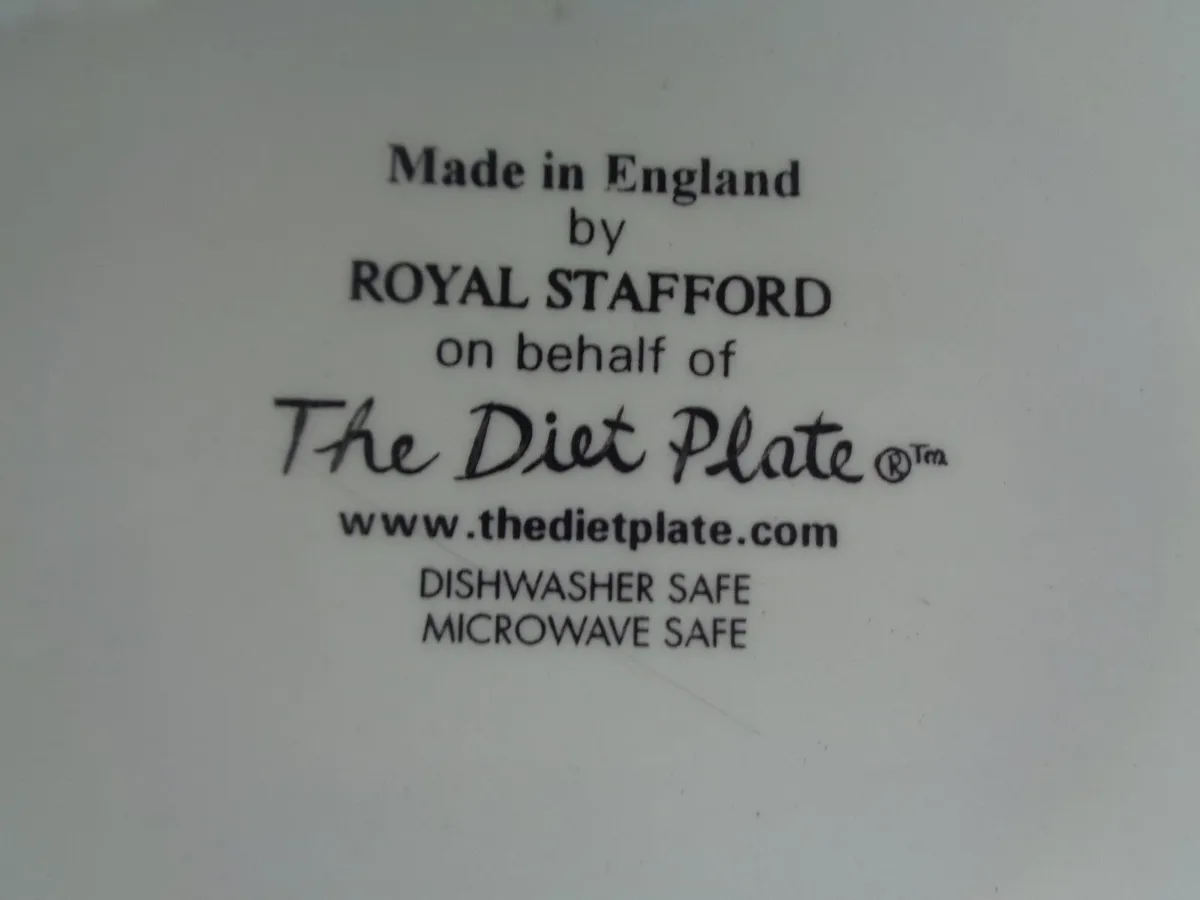 Made in England
by
ROYAL STAFFORD
on behalf of
The Diet Plate ®™
www.thedietplate.com
DISHWASHER SAFE
MICROWAVE SAFE